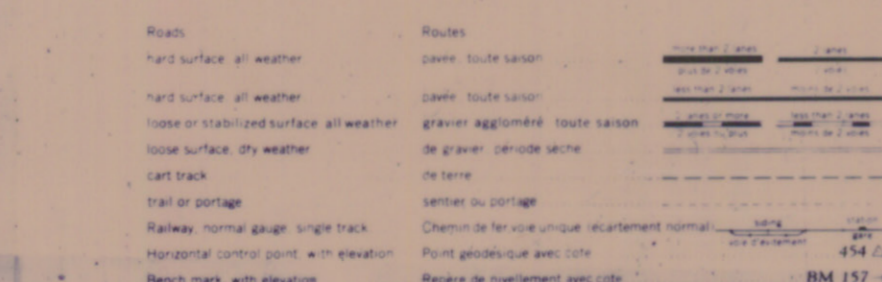 Roads Routes
more than 2 lanes 2 lanes
hard surface, all weather pavée, toute saison
plus de 2 voies voies
less than 2 lanes moins de 2 voies
hard surface, all weather pavée, toute saison
2 lanes or more less than 2 lanes
loose or stabilized surface, all weather gravier aggloméré, toute saison
2 voies ou plus moins de 2 voies
loose surface, dry weather de gravier, période sèche
cart track de terre
trail or portage sentier ou portage
siding station
Railway, normal gauge, single track Chemin de fer voie unique (écartement normal)
voie d'évitement gare
Horizontal control point, with elevation Point géodésique avec cote 454
Bench mark, with elevation Repère de nivellement avec cote BM 157